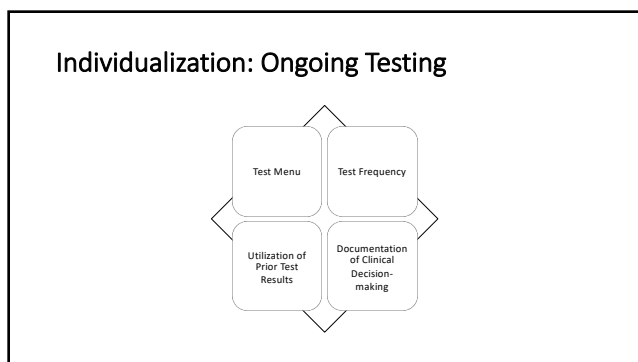 Individualization: Ongoing Testing
Test Menu
Test Frequency
Utilization of
Prior Test
Results
Documentation
of Clinical
Decision-
making